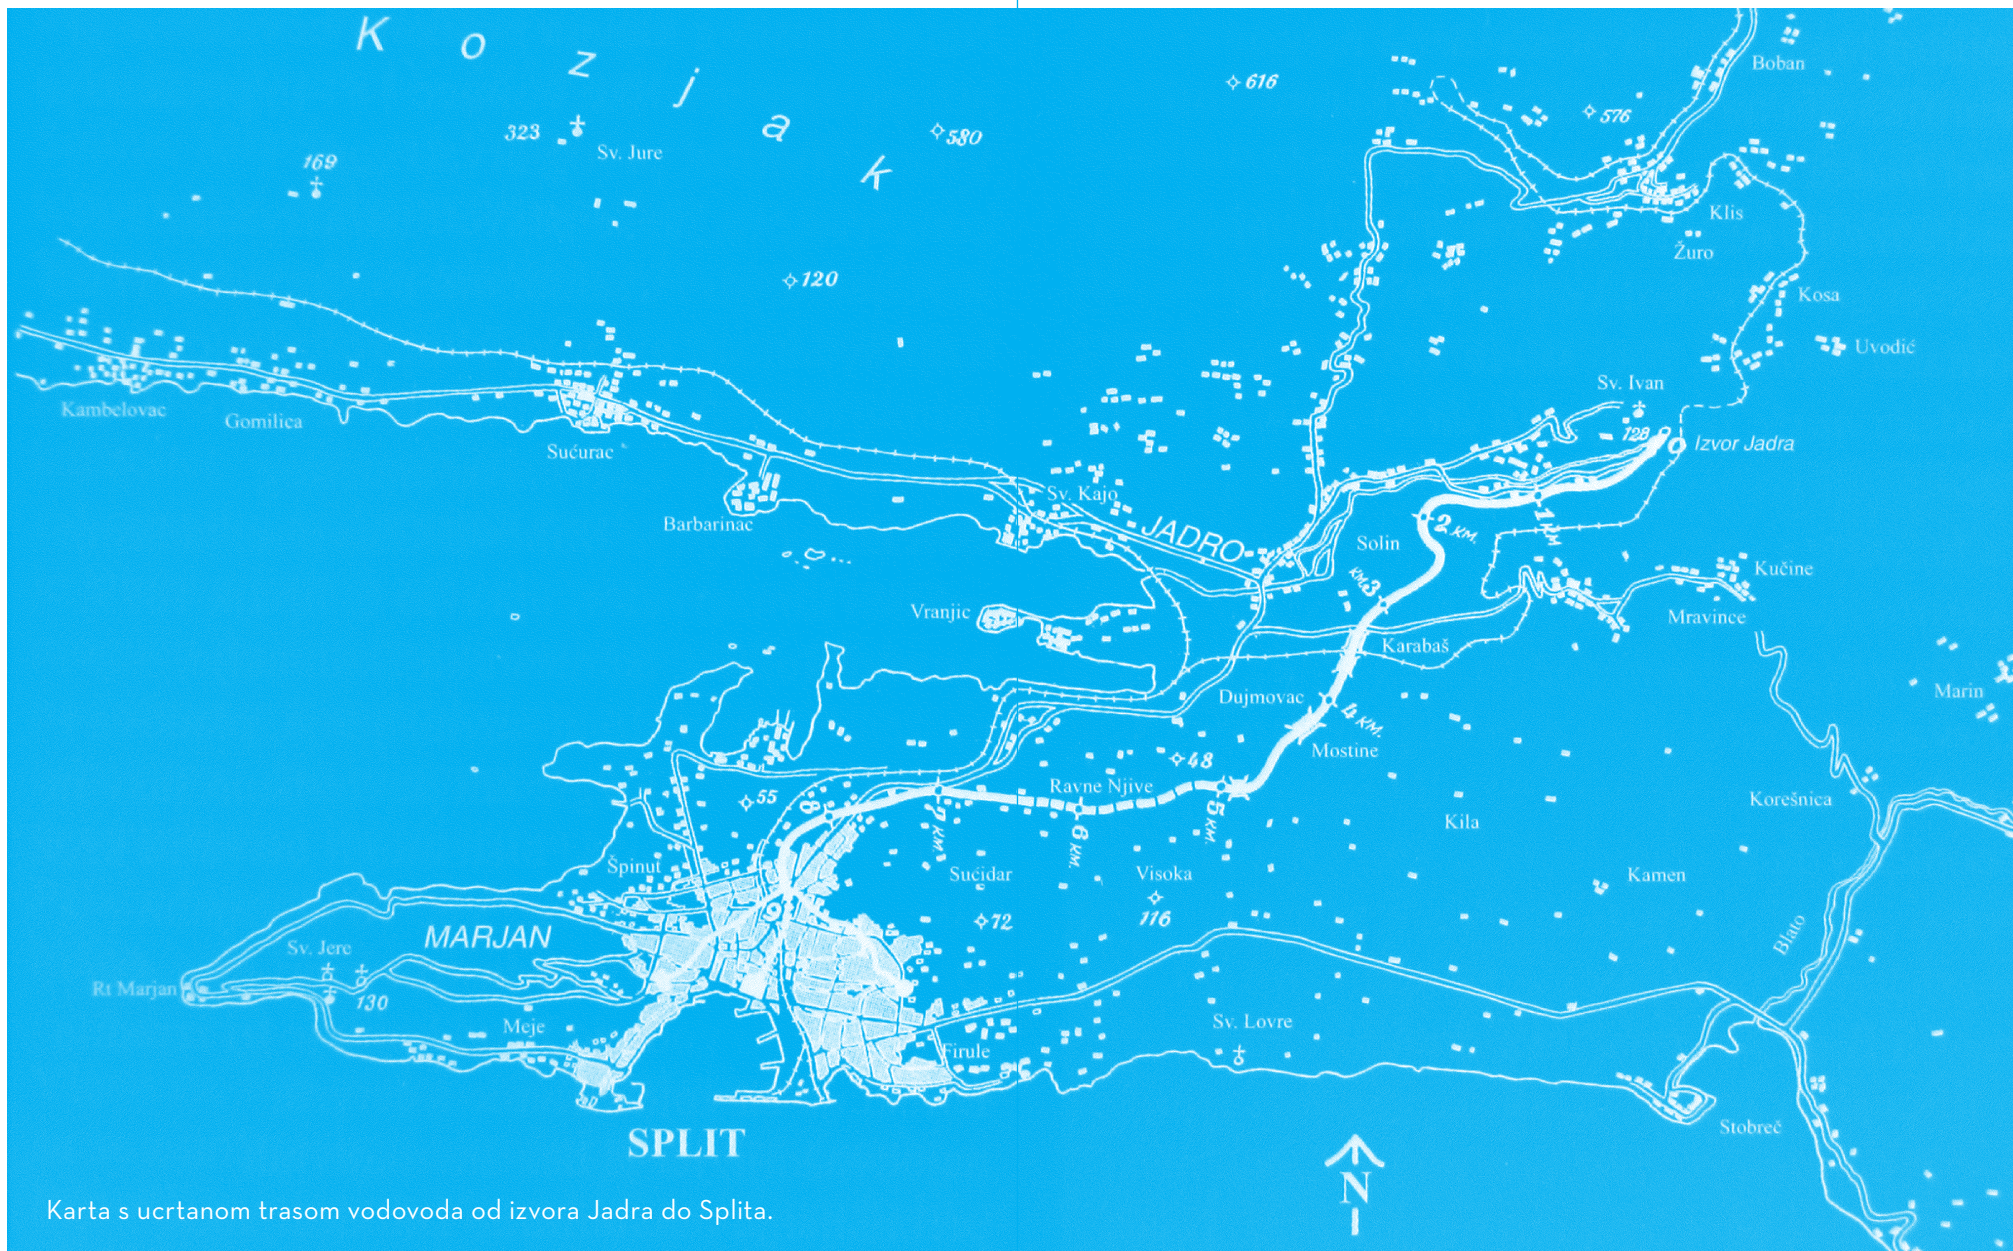 Kozjak
Boban
616
576
323
Sv. Jure
580
169
Klis
Žuro
120
Kosa
Uvodić
Sv. Ivan
Kambelovac
Gomilica
128
Izvor Jadra
Sućurac
Sv. Kajo
Barbarinac
JADRO
1 KM
2 KM.
Solin
Kučine
KM. 3
Vranjic
Mravince
Karabaš
Dujmovac
Marin
4 KM.
Mostine
48
Ravne Njive
55
8
Korešnica
7 KM.
6 KM.
5 KM.
Kila
Špinut
Sućidar
Visoka
Kamen
9
72
116
MARJAN
Blato
Sv. Jere
Rt Marjan
130
Meje
Sv. Lovre
Firule
Stobreč
SPLIT
N
Karta s ucrtanom trasom vodovoda od izvora Jadra do Splita.